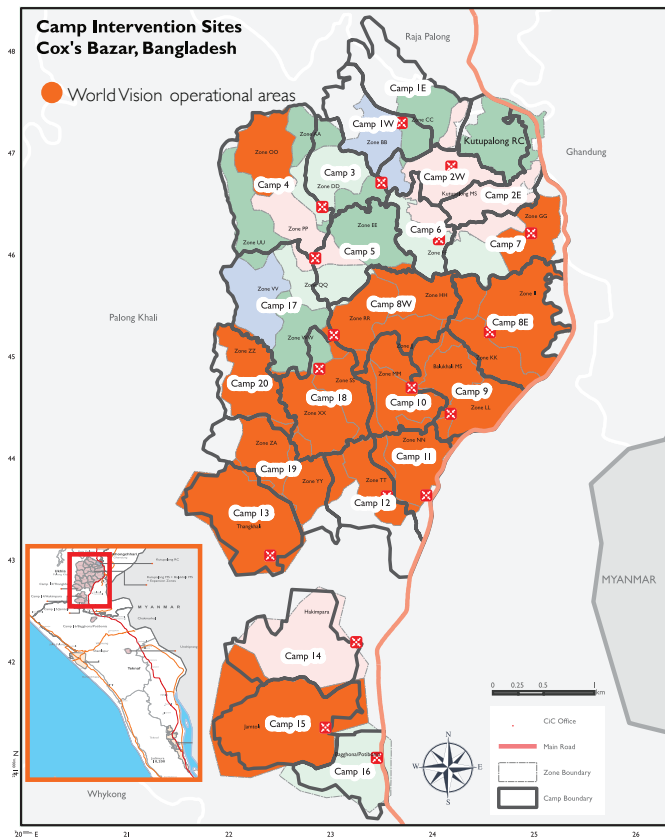 Camp Intervention Sites
Cox's Bazar, Bangladesh
World Vision operational areas
Raja Palong
Ghandung
Palong Khali
MYANMAR
Whykong
48
47
46
45
44
43
42
20
21
22
23
24
25
26
Camp 1E
Camp 1W
Zone CC
Zone BB
Kutupalong RC
Zone AA
Zone OO
Camp 3
Zone DD
Camp 2W
Kutupalong MS
Camp 2E
Camp 4
Zone PP
Zone EE
Camp 6
Zone GG
Camp 7
Zone UU
Camp 5
Zone VV
QQ
Camp 17
Zone HH
Camp 8W
Zone RR
Camp 8E
Zone ZZ
Camp 20
Zone SS
Camp 18
Zone XX
Zone MM
Camp 10
Balukhali MS
Zone KK
Camp 9
Zone LL
Zone NN
Camp 11
Zone ZA
Camp 19
Zone YY
Zone TT
Camp 12
Camp 13
Thangkhali
Hakimpara
Camp 14
Jamtoli
Camp 15
Camp 16
MYANMAR
Teknaf
0 0.25 0.5 1
km
CiC Office
Main Road
Zone Boundary
Camp Boundary
N
W
E
S